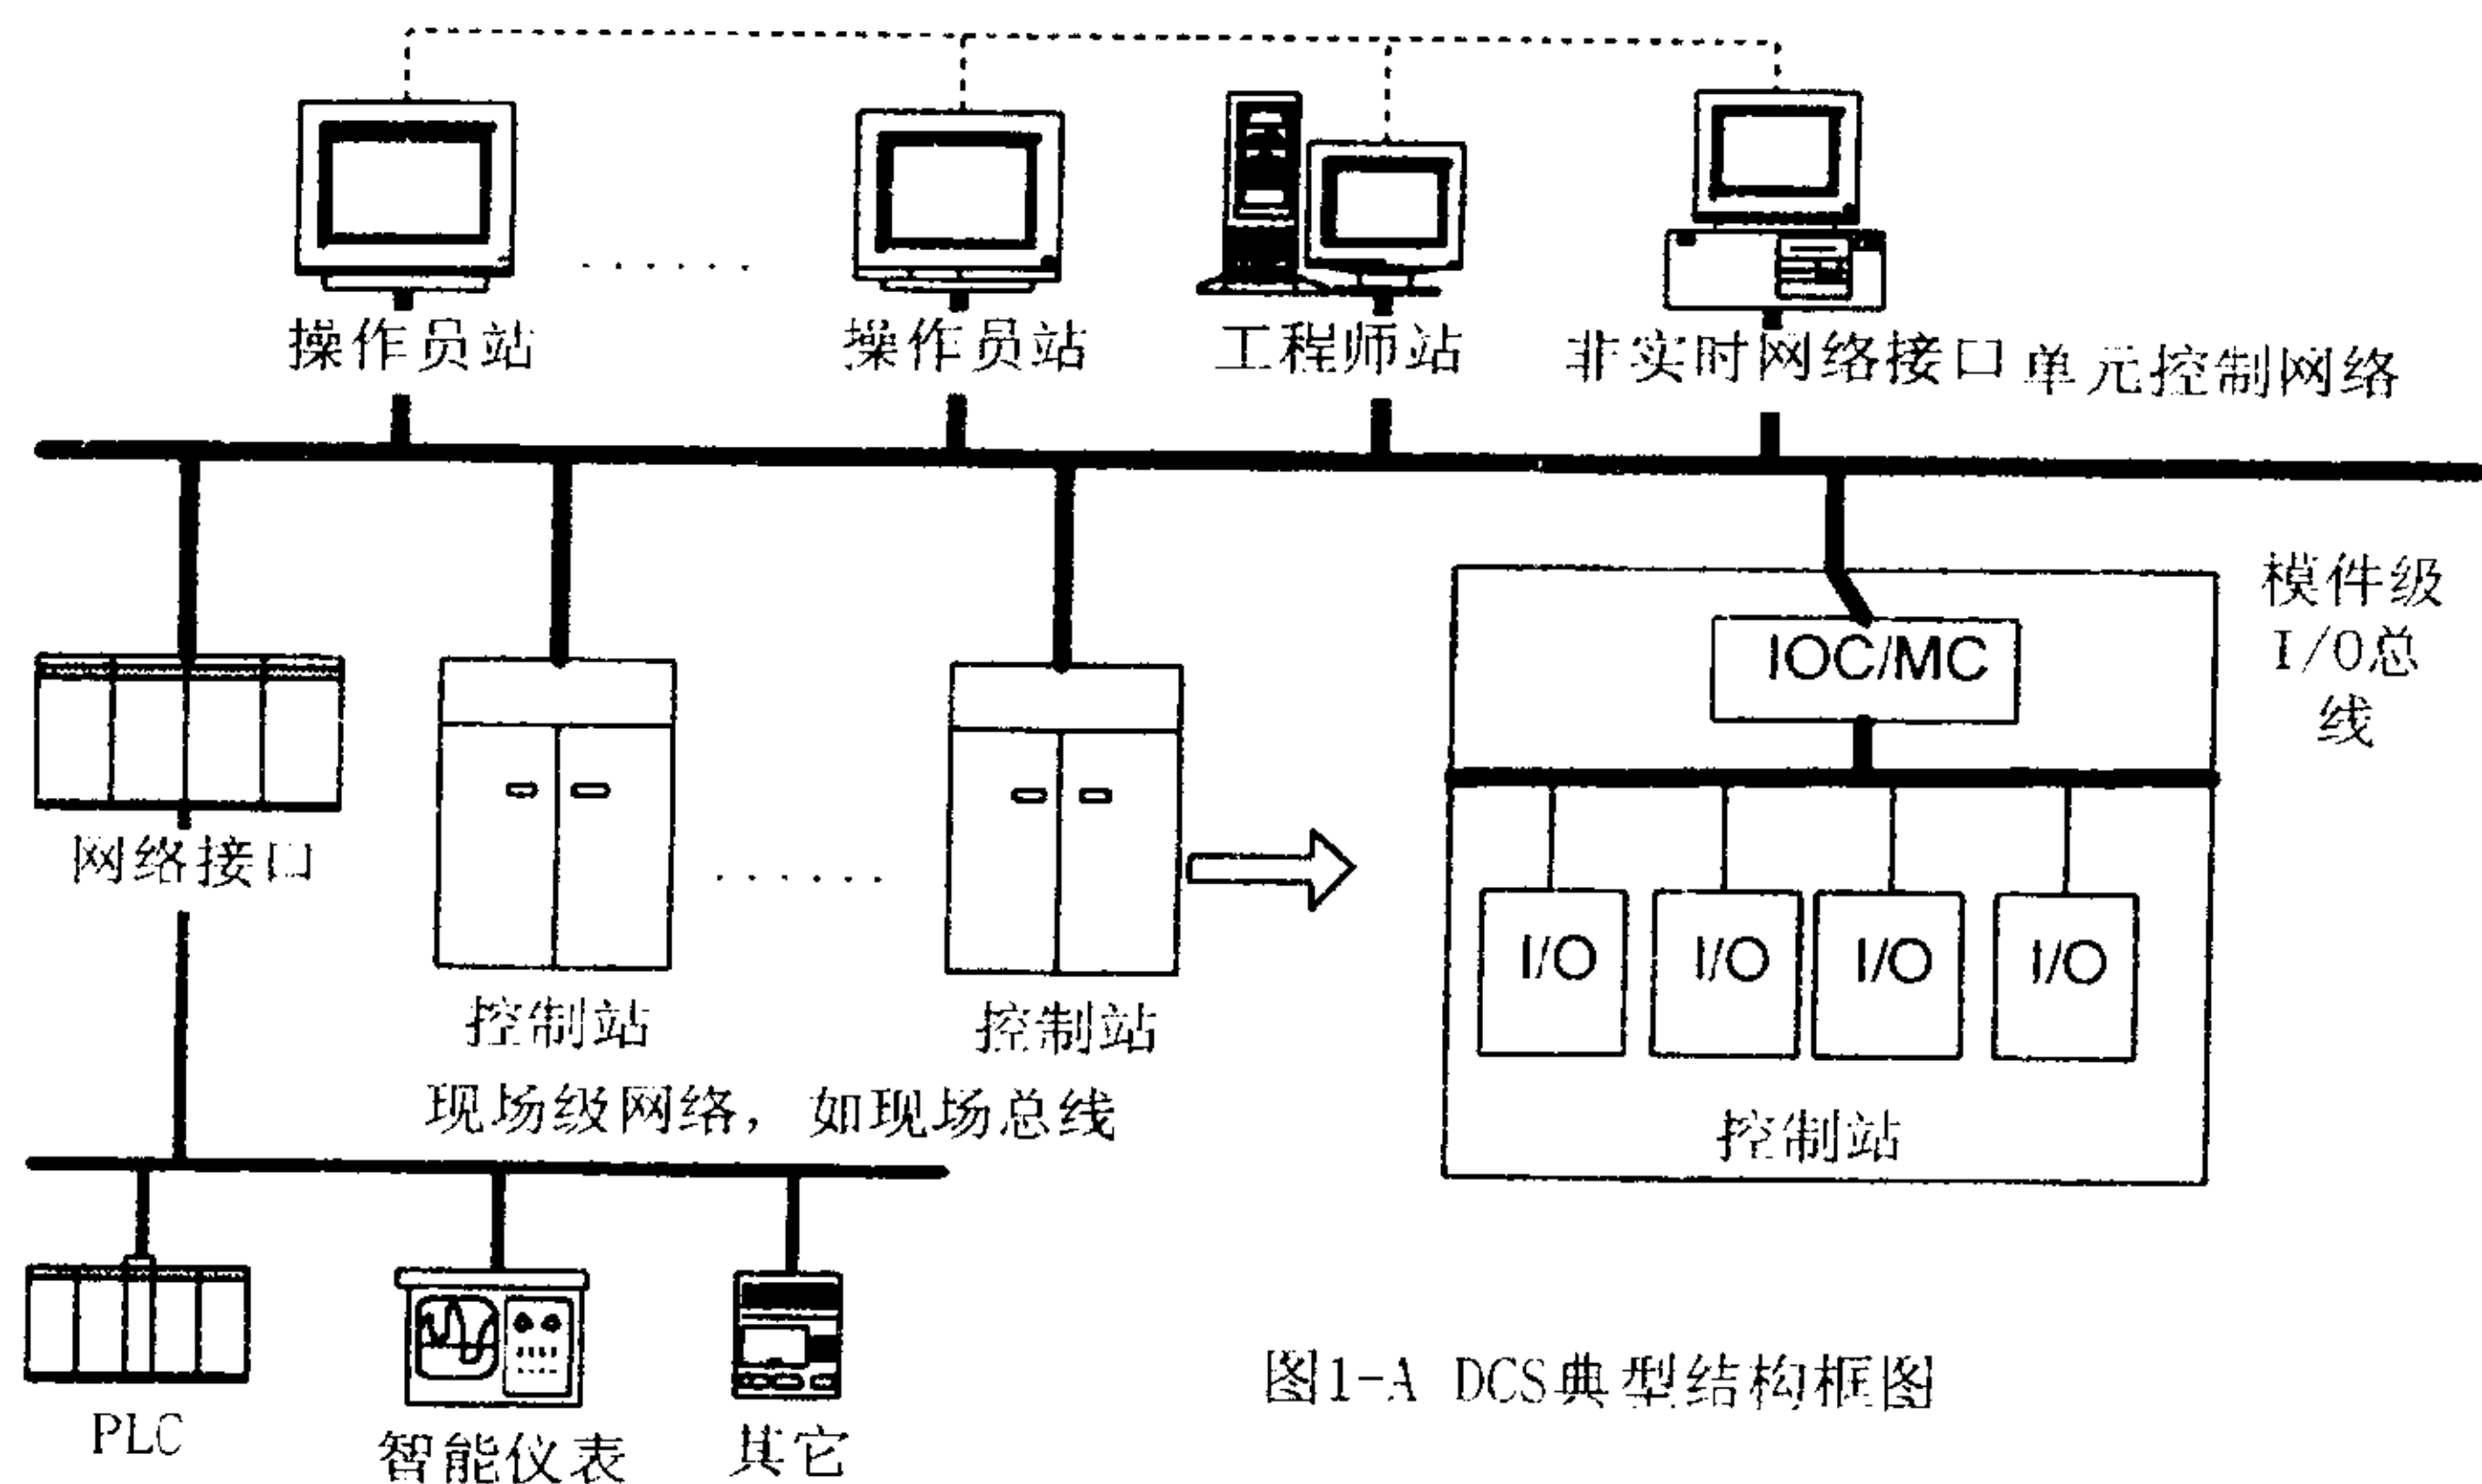 操作员站
操作员站
工程师站
非实时网络接口
单元控制网络
模件级
I/O总
线
IOC/MC
网络接口
I/O
I/O
I/O
I/O
控制站
控制站
控制站
现场级网络，如现场总线
PLC
智能仪表
其它
图1-A DCS典型结构框图